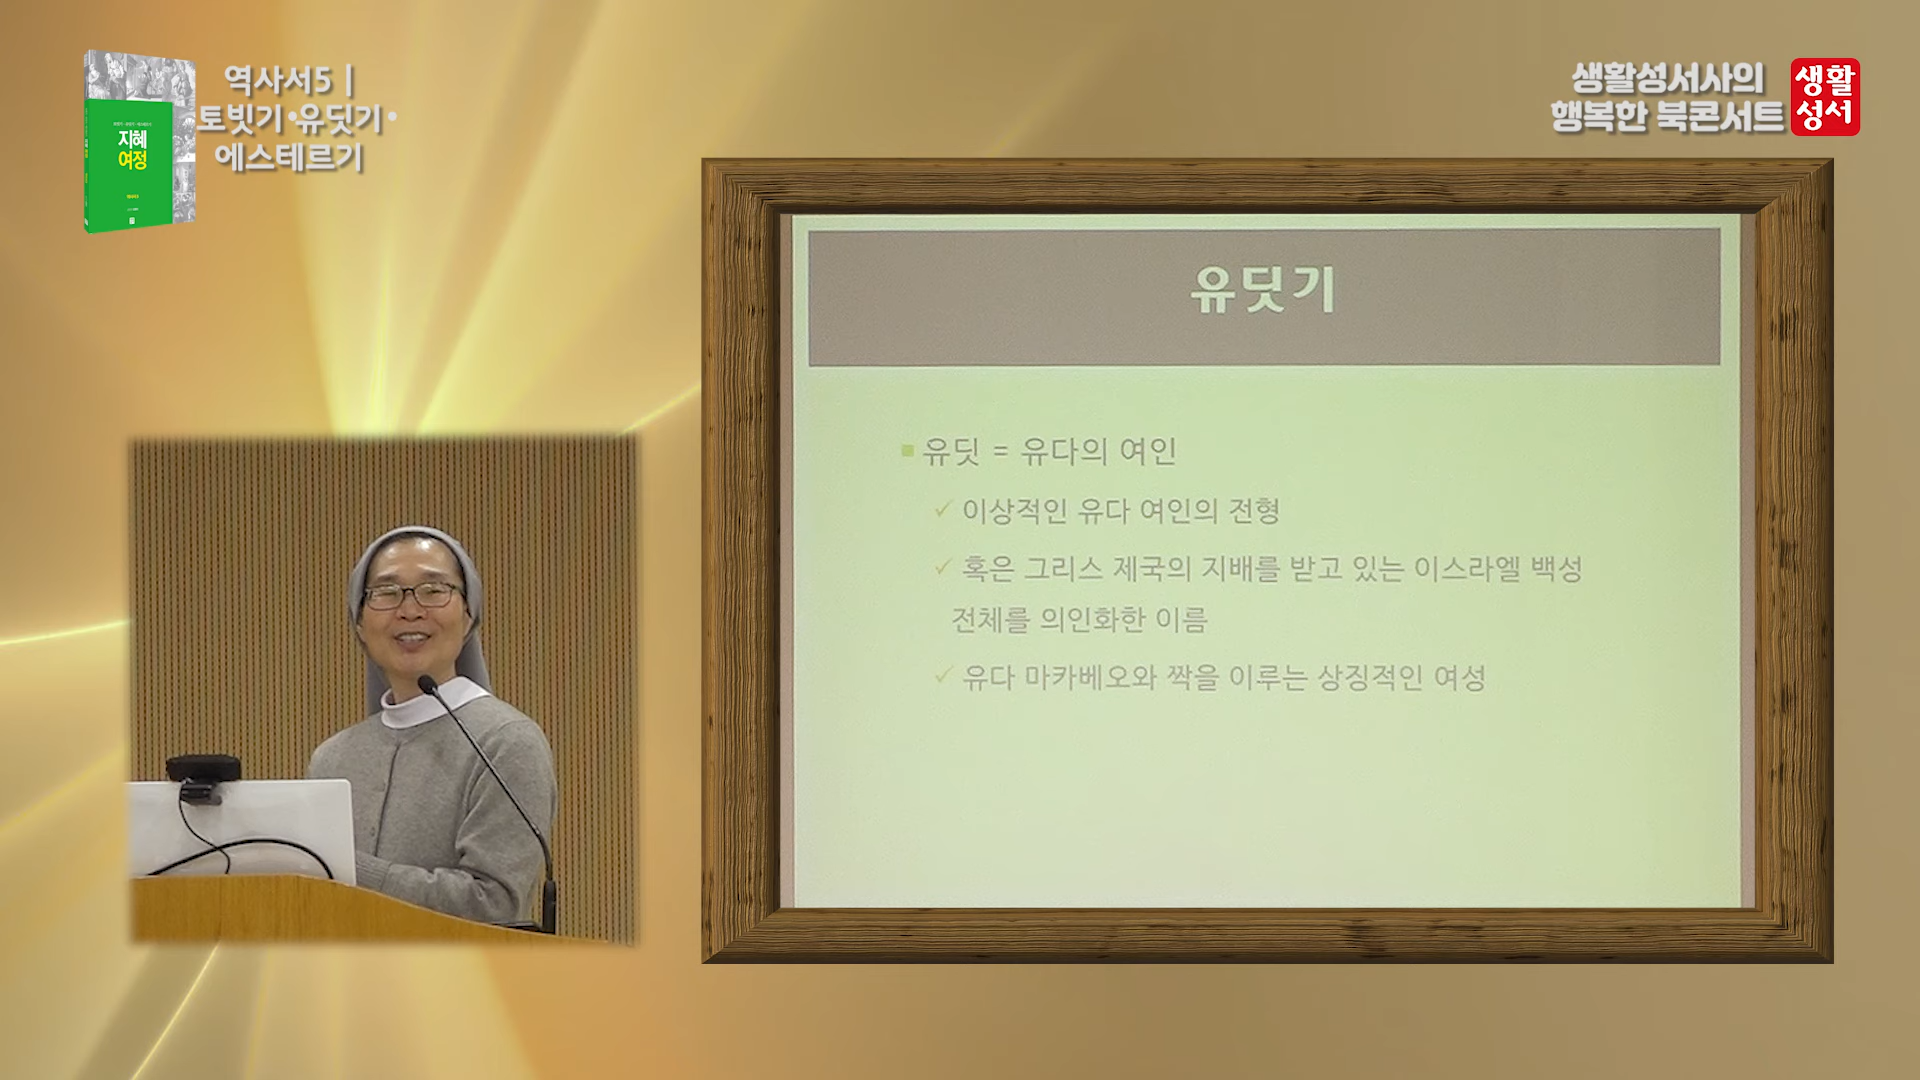 역사서5 |
토빗기•유딧기•
에스테르기
지혜
여정
생활성서사의
행복한 북콘서트
생활
성서
유딧기
유딧 = 유다의 여인
✓ 이상적인 유다 여인의 전형
✓ 혹은 그리스 제국의 지배를 받고 있는 이스라엘 백성
전체를 의인화한 이름
✓ 유다 마카베오와 짝을 이루는 상징적인 여성